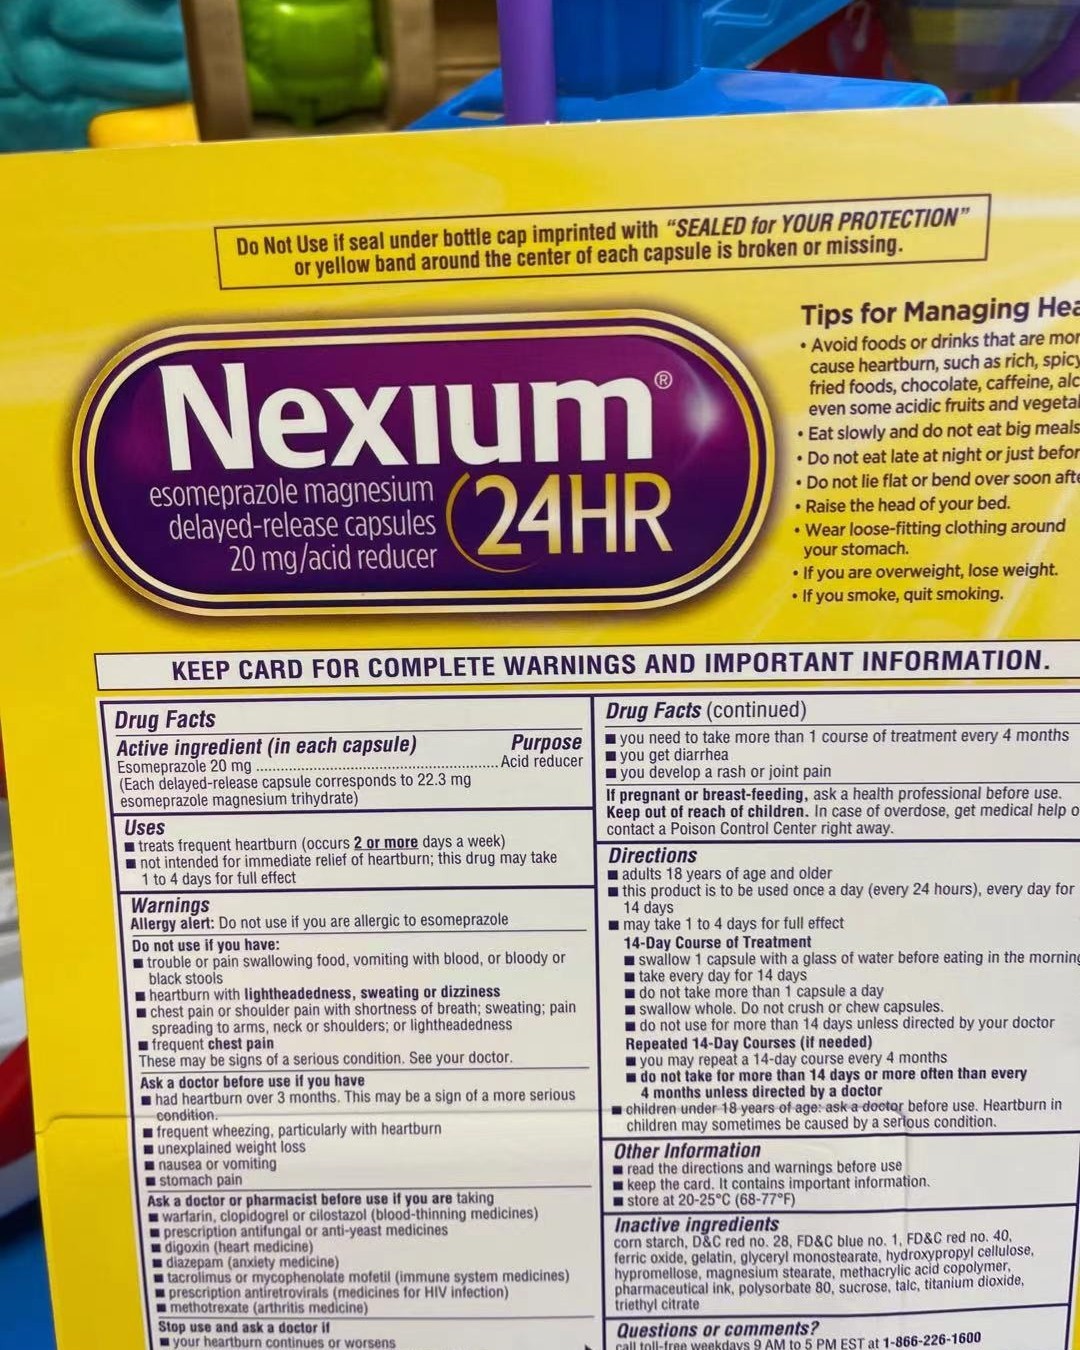 Do Not Use if seal under bottle cap imprinted with “SEALED for YOUR PROTECTION”
or yellow band around the center of each capsule is broken or missing.
Nexium®
esomeprazole magnesium
delayed-release capsules
20 mg/acid reducer
24HR
Tips for Managing
• Avoid foods or drinks that are
cause heartburn, such as rich, spicy
fried foods, chocolate, caffeine,
even some acidic fruits and
• Eat slowly and do not eat big meals
• Do not eat late at night or just
• Do not lie flat or bend over soon
• Raise the head of your bed.
• Wear loose-fitting clothing around
your stomach.
• If you are overweight, lose weight.
• If you smoke, quit smoking.
KEEP CARD FOR COMPLETE WARNINGS AND IMPORTANT INFORMATION.
Drug Facts
Active ingredient (in each capsule) Purpose
Esomeprazole 20 mg ........................................................ Acid reducer
(Each delayed-release capsule corresponds to 22.3 mg
esomeprazole magnesium trihydrate)
Uses
■ treats frequent heartburn (occurs 2 or more days a week)
■ not intended for immediate relief of heartburn; this drug may take
1 to 4 days for full effect
Warnings
Allergy alert: Do not use if you are allergic to esomeprazole
Do not use if you have:
■ trouble or pain swallowing food, vomiting with blood, or bloody or
black stools
■ heartburn with lightheadedness, sweating or dizziness
■ chest pain or shoulder pain with shortness of breath; sweating; pain
spreading to arms, neck or shoulders; or lightheadedness
■ frequent chest pain
These may be signs of a serious condition. See your doctor.
Ask a doctor before use if you have
■ had heartburn over 3 months. This may be a sign of a more serious
condition.
■ frequent wheezing, particularly with heartburn
■ unexplained weight loss
■ nausea or vomiting
■ stomach pain
Ask a doctor or pharmacist before use if you are taking
■ warfarin, clopidogrel or cilostazol (blood-thinning medicines)
■ prescription antifungal or anti-yeast medicines
■ digoxin (heart medicine)
■ diazepam (anxiety medicine)
■ tacrolimus or mycophenolate mofetil (immune system medicines)
■ prescription antiretrovirals (medicines for HIV infection)
■ methotrexate (arthritis medicine)
Stop use and ask a doctor if
■ your heartburn continues or worsens
Drug Facts (continued)
■ you need to take more than 1 course of treatment every 4 months
■ you get diarrhea
■ you develop a rash or joint pain
If pregnant or breast-feeding, ask a health professional before use.
Keep out of reach of children. In case of overdose, get medical help
contact a Poison Control Center right away.
Directions
■ adults 18 years of age and older
■ this product is to be used once a day (every 24 hours), every day for
14 days
■ may take 1 to 4 days for full effect
14-Day Course of Treatment
■ swallow 1 capsule with a glass of water before eating in the morning
■ take every day for 14 days
■ do not take more than 1 capsule a day
■ swallow whole. Do not crush or chew capsules.
■ do not use for more than 14 days unless directed by your doctor
Repeated 14-Day Courses (if needed)
■ you may repeat a 14-day course every 4 months
■ do not take for more than 14 days or more often than every
4 months unless directed by a doctor
■ children under 18 years of age: ask a doctor before use. Heartburn in
children may sometimes be caused by a serious condition.
Other Information
■ read the directions and warnings before use
■ keep the card. It contains important information.
■ store at 20-25°C (68-77°F)
Inactive ingredients
corn starch, D&C red no. 28, FD&C blue no. 1, FD&C red no. 40,
ferric oxide, gelatin, glyceryl monostearate, hydroxypropyl cellulose,
hypromellose, magnesium stearate, methacrylic acid copolymer,
pharmaceutical ink, polysorbate 80, sucrose, talc, titanium dioxide,
triethyl citrate
Questions or comments?
call toll-free weekdays 9 AM to 5 PM EST at 1-866-226-1600